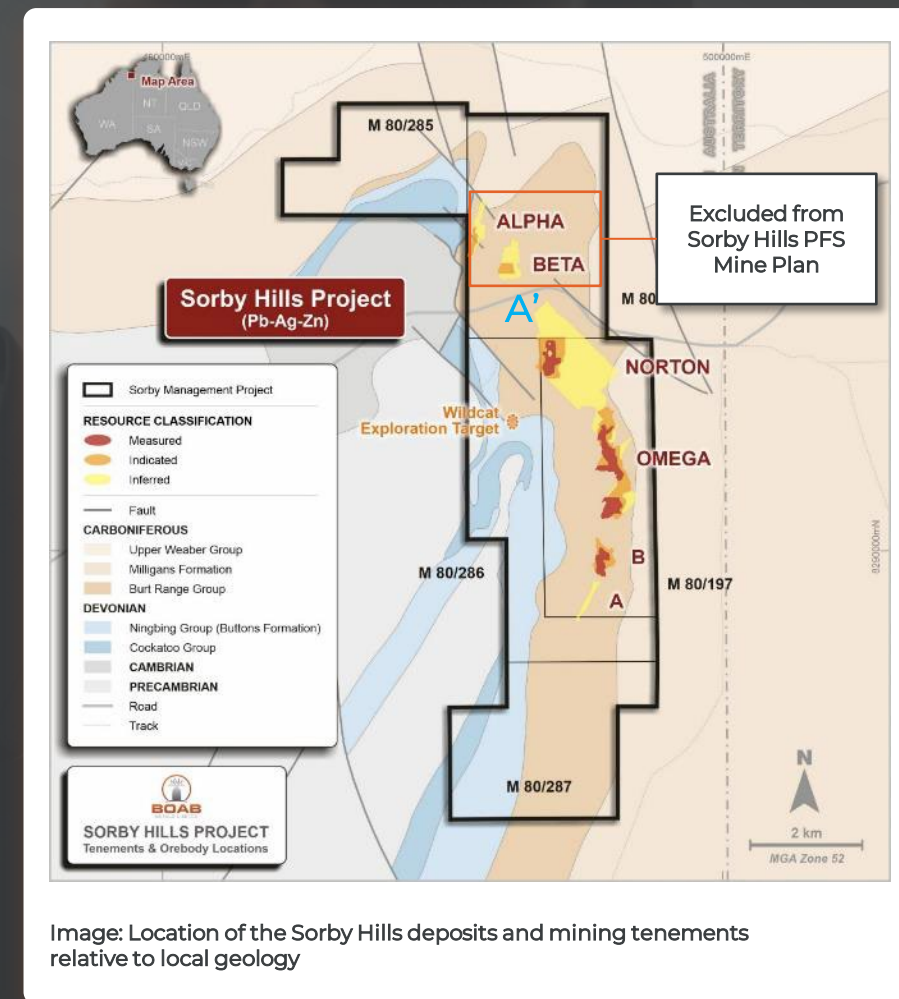 460000mE
500000mE
Map Area
NT
QLD
WA
SA
NSW
AUSTRALIA
TERRITORY
M 80/285
ALPHA
BETA
Excluded from
Sorby Hills PFS
Mine Plan
M 80
A’
Sorby Hills Project
(Pb-Ag-Zn)
NORTON
Wildcat
Exploration Target
OMEGA
B
A
M 80/286
M 80/197
8290000mN
Sorby Management Project
RESOURCE CLASSIFICATION
Measured
Indicated
Inferred
Fault
CARBONIFEROUS
Upper Weaber Group
Milligans Formation
Burt Range Group
DEVONIAN
Ningbing Group (Buttons Formation)
Cockatoo Group
CAMBRIAN
PRECAMBRIAN
Road
Track
M 80/287
BOAB
SORBY HILLS PROJECT
Tenements & Orebody Locations
N
2 km
MGA Zone 52
Image: Location of the Sorby Hills deposits and mining tenements
relative to local geology